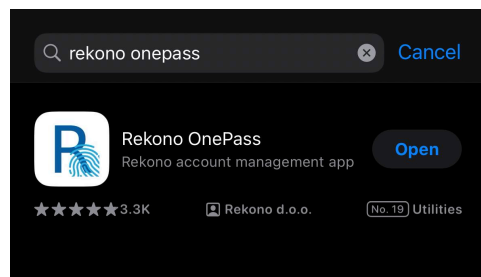 rekono onepass
Cancel
Rekono OnePass
Rekono account management app
Open
3.3K
Rekono d.o.o.
No. 19 Utilities